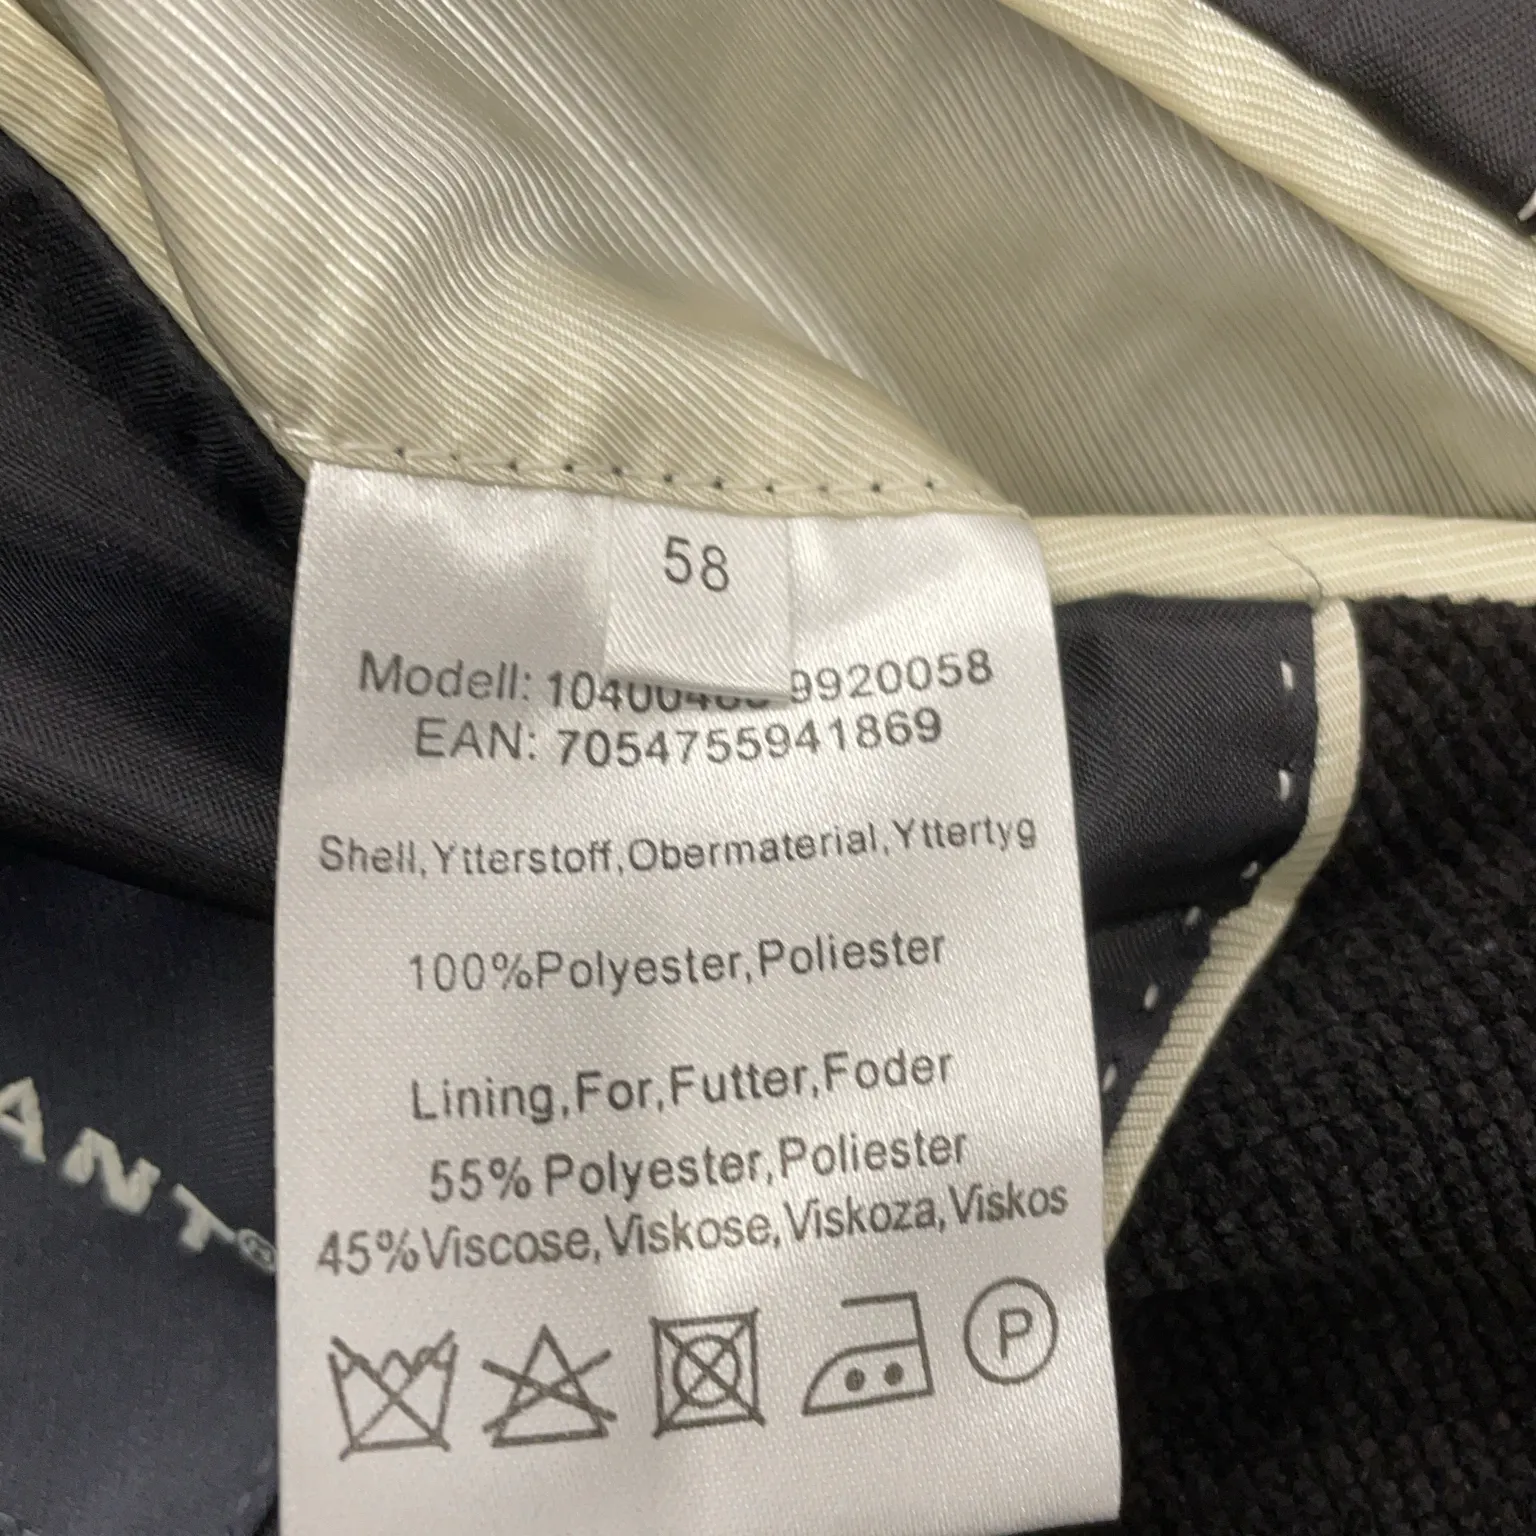 58
Modell: 9920058
EAN: 7054755941869
Shell,Ytterstoff,Obermaterial,Yttertyg
100%Polyester,Poliester
Lining,For,Futter,Foder
55% Polyester,Poliester
45%Viscose,Viskose,Viskoza,Viskos
P
ANT®